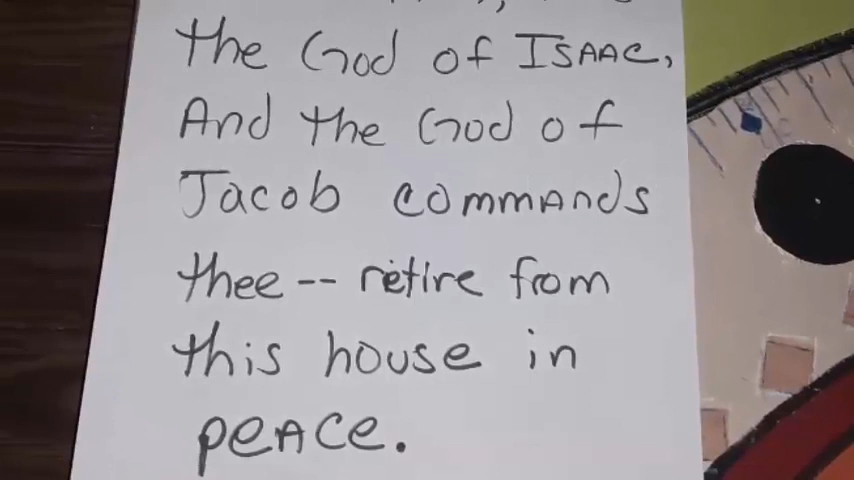 the God of ISAAC,
And the God of
Jacob commands
thee -- retire from
this house in
peace.